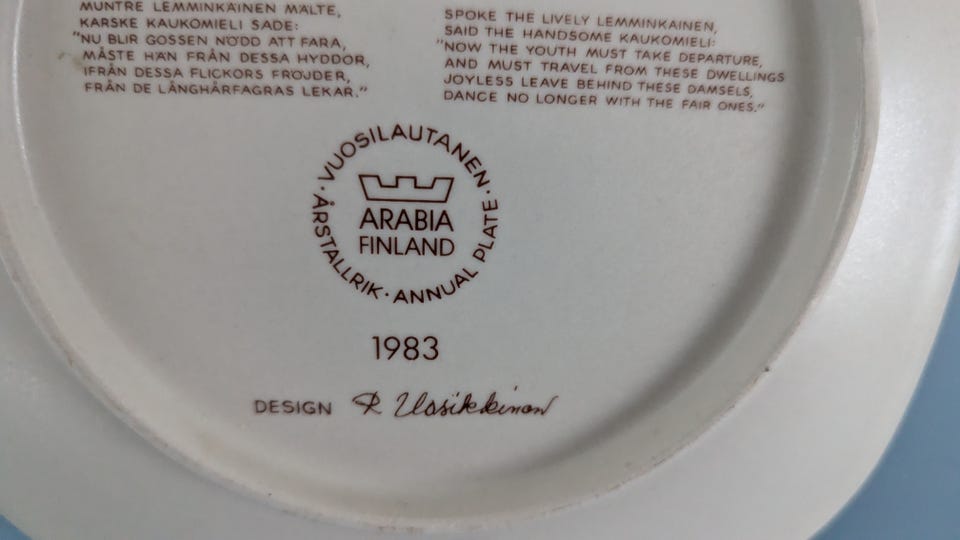 MUNTRE LEMMINKÄINEN MÄLTE,
KARSKE KAUKOMIELI SADE:
"NU BLIR GOSSEN NÖDD ATT FARA,
MÅSTE HÄN FRÅN DESSA HYDDOR,
IFRÅN DESSA FLICKORS FRÖJDER,
FRÅN DE LÅNGHÅRFAGRAS LEKAR."
SPOKE THE LIVELY LEMMINKAINEN,
SAID THE HANDSOME KAUKOMIELI:
"NOW THE YOUTH MUST TAKE DEPARTURE,
AND MUST TRAVEL FROM THESE DWELLINGS
JOYLESS LEAVE BEHIND THESE DAMSELS,
DANCE NO LONGER WITH THE FAIR ONES."
· VUOSILAUTANEN · ANNUAL PLATE · ÅRSTALLRIK
ARABIA
FINLAND
1983
DESIGN R Uosikkinen